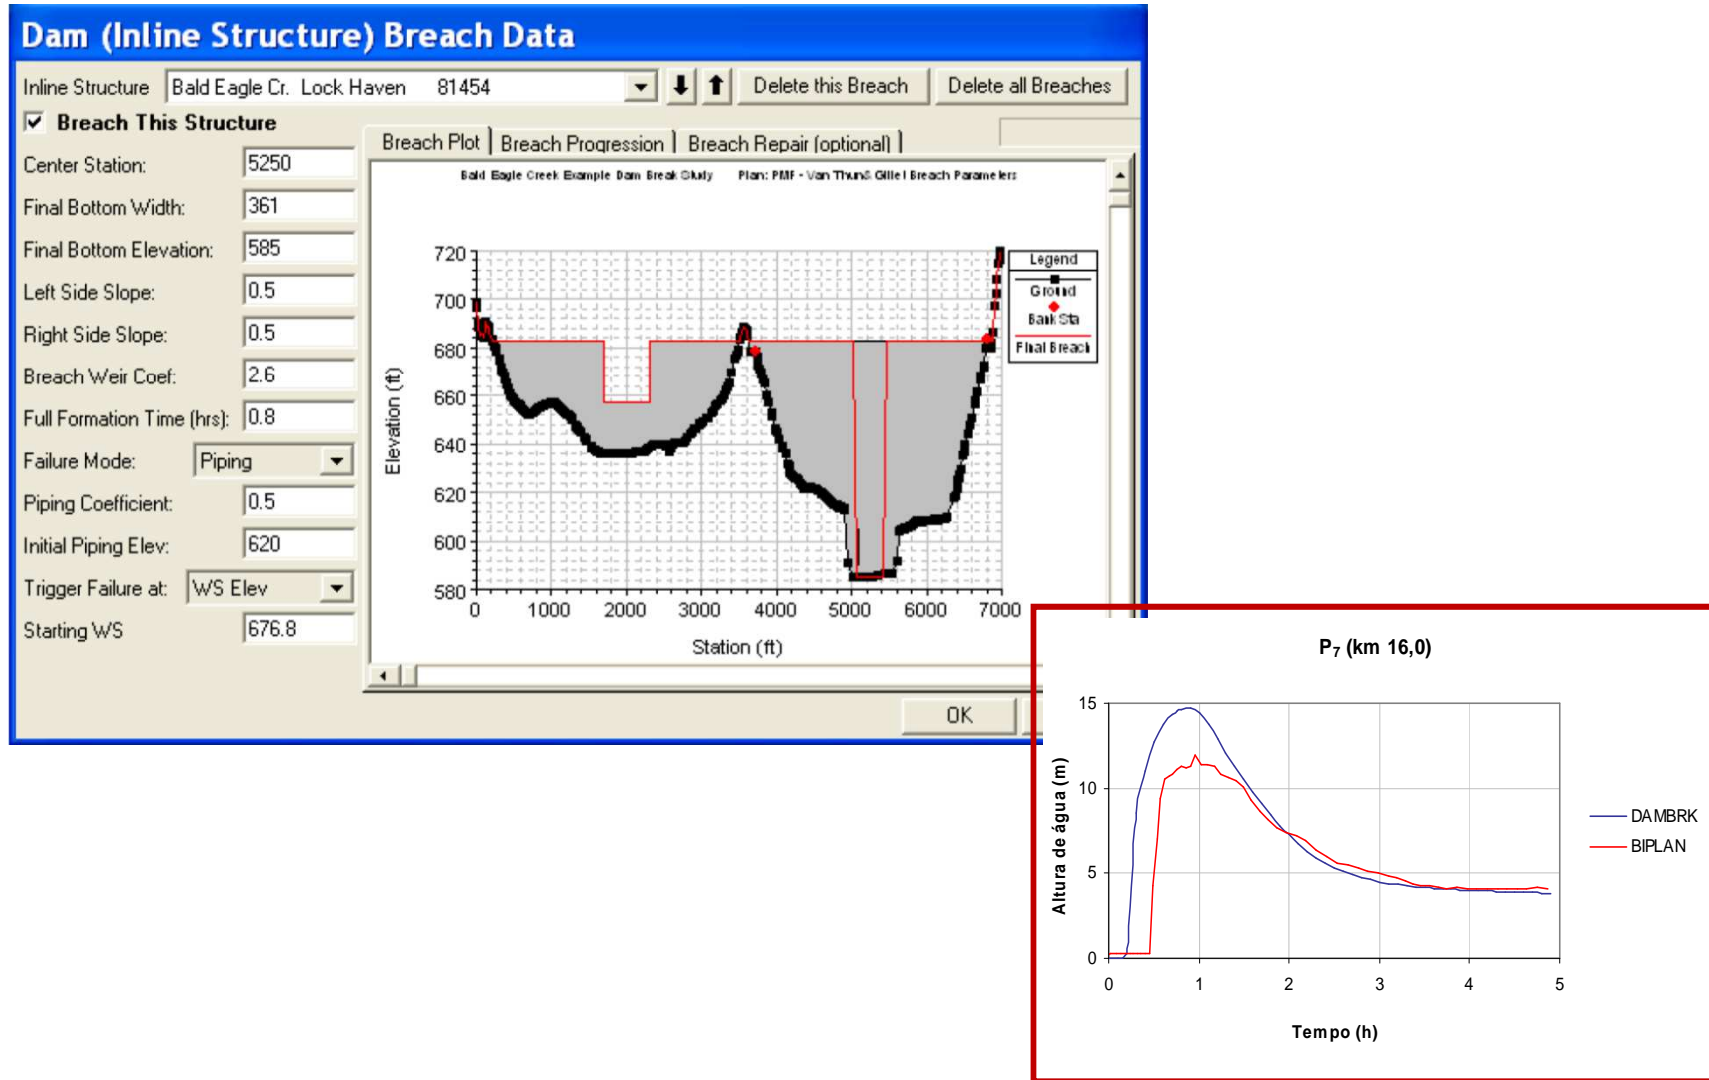 Dam (Inline Structure) Breach Data
Inline Structure Bald Eagle Cr. Lock Haven 81454 Delete this Breach Delete all Breaches
Breach This Structure
Breach Plot Breach Progression Breach Repair (optional)
Center Station: 5250
Final Bottom Width: 361
Final Bottom Elevation: 585
Left Side Slope: 0.5
Right Side Slope: 0.5
Breach Weir Coef: 2.6
Full Formation Time (hrs): 0.8
Failure Mode: Piping
Piping Coefficient: 0.5
Initial Piping Elev: 620
Trigger Failure at: WS Elev
Starting WS 676.8
Bald Eagle Creek Example Dam Break Study Plan: PMF - Van Thun& Gillel Breach Parameters
Elevation (ft)
720
700
680
660
640
620
600
580
0 1000 2000 3000 4000 5000 6000 7000
Station (ft)
Legend
Ground
Bank Sta
Final Breach
OK
P7 (km 16,0)
Altura de água (m)
15
10
5
0
0 1 2 3 4 5
Tempo (h)
DAMBRK
BIPLAN